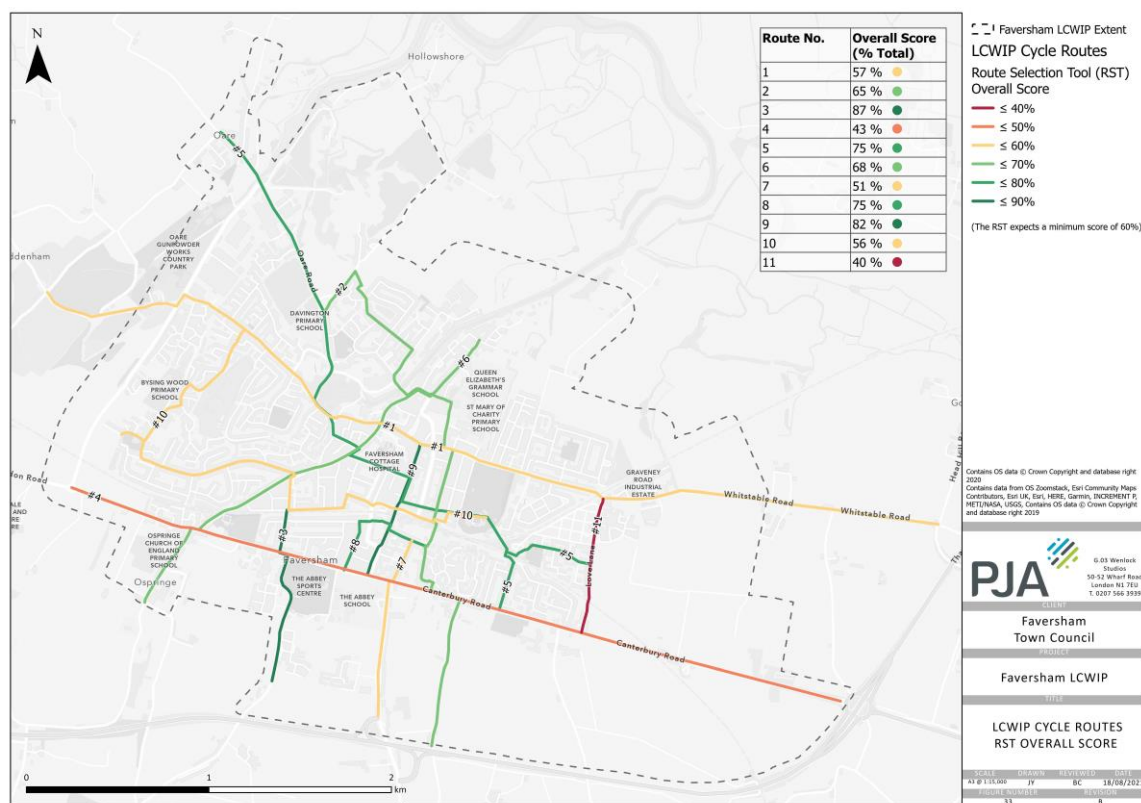 N
Hollowshore
Oare
#5
Oare Road
OARE
GUNPOWDER
WORKS
COUNTRY
PARK
ddenham
#2
DAVINGTON
PRIMARY
SCHOOL
#6
QUEEN
ELIZABETH'S
GRAMMAR
SCHOOL
ST MARY OF
CHARITY
PRIMARY
SCHOOL
BYSING WOOD
PRIMARY
SCHOOL
#10
#1
#1
FAVERSHAM
COTTAGE
HOSPITAL
#9
GRAVENEY
ROAD
INDUSTRIAL
ESTATE
Whitstable Road
Whitstable Road
Head Hill Road
don Road
#4
#10
#11
Love Lane
#3
#8
#7
#5
#5
OSPRINGE
CHURCH OF
ENGLAND
PRIMARY
SCHOOL
Ospringe
Faversham
THE ABBEY
SPORTS
CENTRE
THE ABBEY
SCHOOL
Canterbury Road
Canterbury Road
0 1 2
km
Route No. Overall Score
(% Total)
1 57 %
2 65 %
3 87 %
4 43 %
5 75 %
6 68 %
7 51 %
8 75 %
9 82 %
10 56 %
11 40 %
Faversham LCWIP Extent
LCWIP Cycle Routes
Route Selection Tool (RST)
Overall Score
≤ 40%
≤ 50%
≤ 60%
≤ 70%
≤ 80%
≤ 90%
(The RST expects a minimum score of 60%)
Contains OS data © Crown Copyright and database right
2020
Contains data from OS Zoomstack, Esri Community Maps
Contributors, Esri UK, Esri, HERE, Garmin, INCREMENT P,
METI/NASA, USGS, Contains OS data © Crown Copyright
and database right 2019
PJA
G.03 Wenlock
Studios
50-52 Wharf Road
London N1 7EU
T. 0207 566 3939
CLIENT
Faversham
Town Council
PROJECT
Faversham LCWIP
TITLE
LCWIP CYCLE ROUTES
RST OVERALL SCORE
SCALE DRAWN REVIEWED DATE
A3 @ 1:15,000 JY BC
FIGURE NUMBER REVISION
33 B